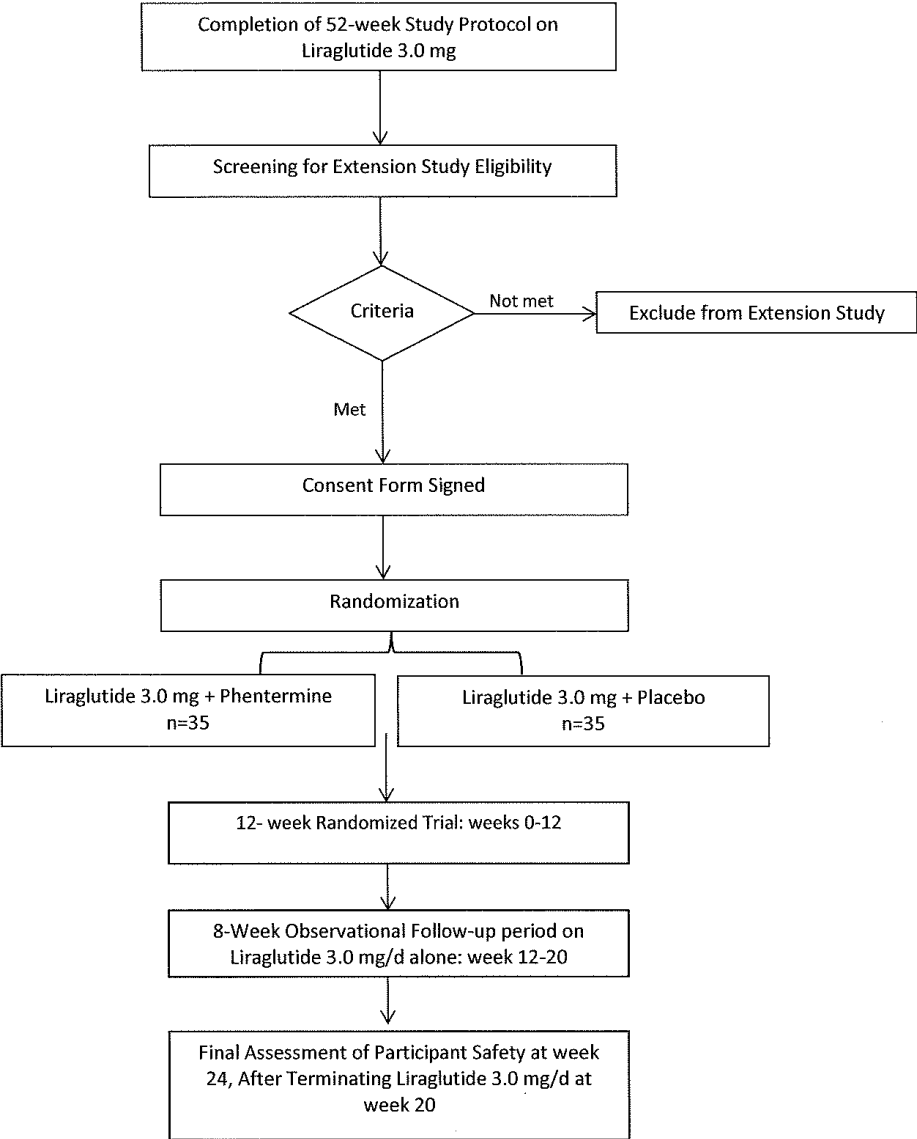 Completion of 52-week Study Protocol on
Liraglutide 3.0 mg
Screening for Extension Study Eligibility
Criteria
Not met
Exclude from Extension Study
Met
Consent Form Signed
Randomization
Liraglutide 3.0 mg + Phentermine
n=35
Liraglutide 3.0 mg + Placebo
n=35
12- week Randomized Trial: weeks 0-12
8-Week Observational Follow-up period on
Liraglutide 3.0 mg/d alone: week 12-20
Final Assessment of Participant Safety at week
24, After Terminating Liraglutide 3.0 mg/d at
week 20